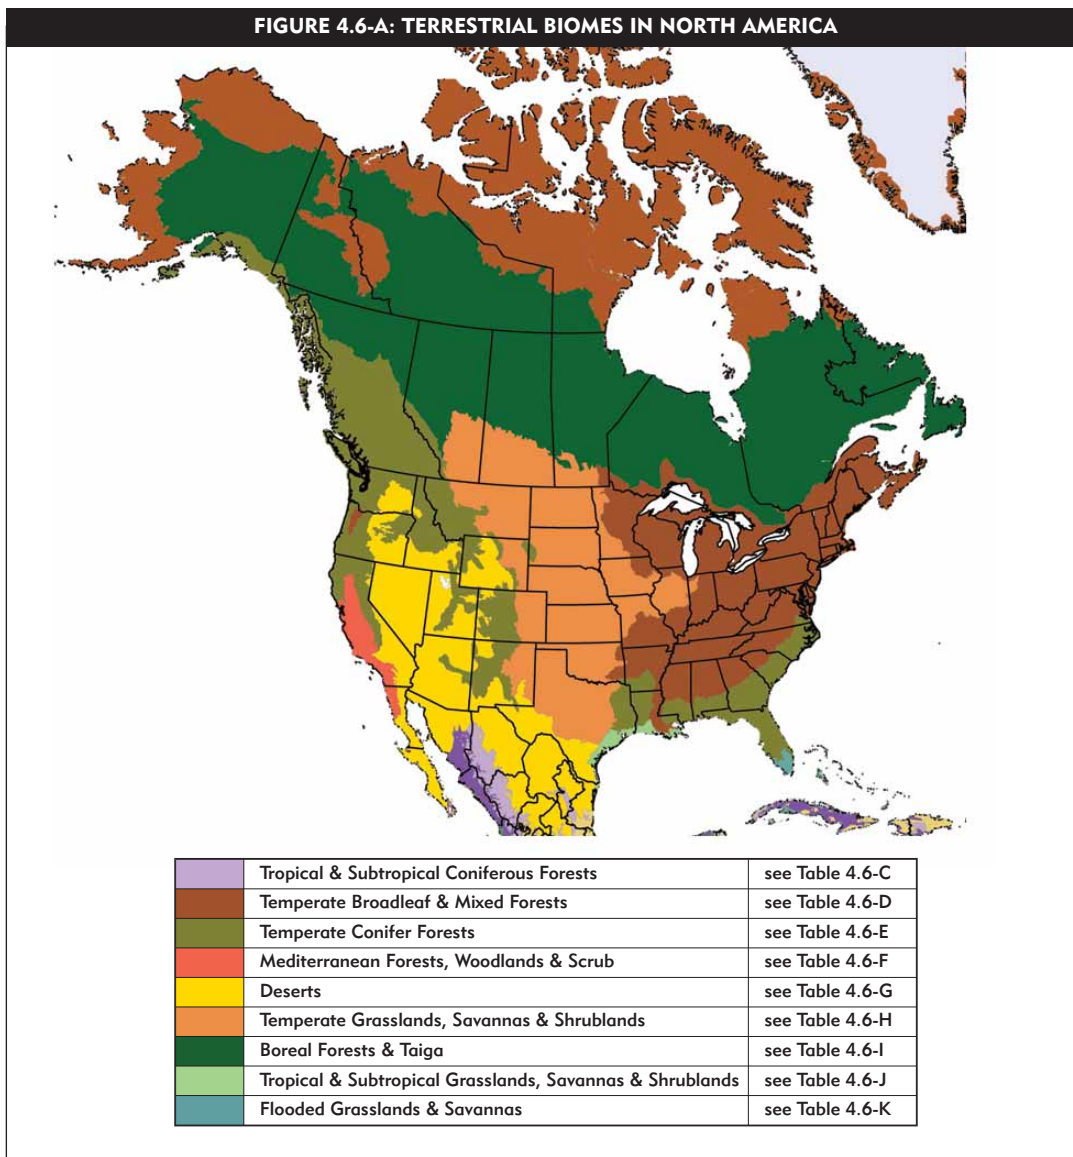 FIGURE 4.6-A: TERRESTRIAL BIOMES IN NORTH AMERICA
Tropical & Subtropical Coniferous Forests see Table 4.6-C
Temperate Broadleaf & Mixed Forests see Table 4.6-D
Temperate Conifer Forests see Table 4.6-E
Mediterranean Forests, Woodlands & Scrub see Table 4.6-F
Deserts see Table 4.6-G
Temperate Grasslands, Savannas & Shrublands see Table 4.6-H
Boreal Forests & Taiga see Table 4.6-I
Tropical & Subtropical Grasslands, Savannas & Shrublands see Table 4.6-J
Flooded Grasslands & Savannas see Table 4.6-K